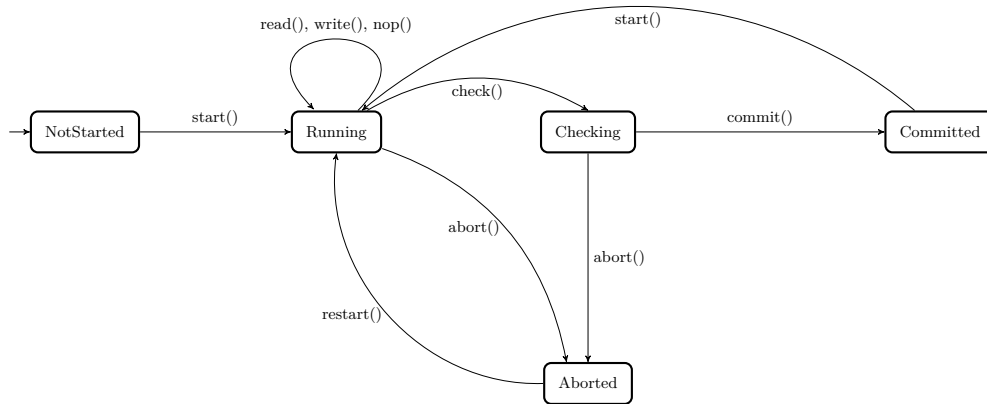 read(), write(), nop()
start()
check()
NotStarted
start()
Running
Checking
commit()
Committed
abort()
abort()
restart()
Aborted